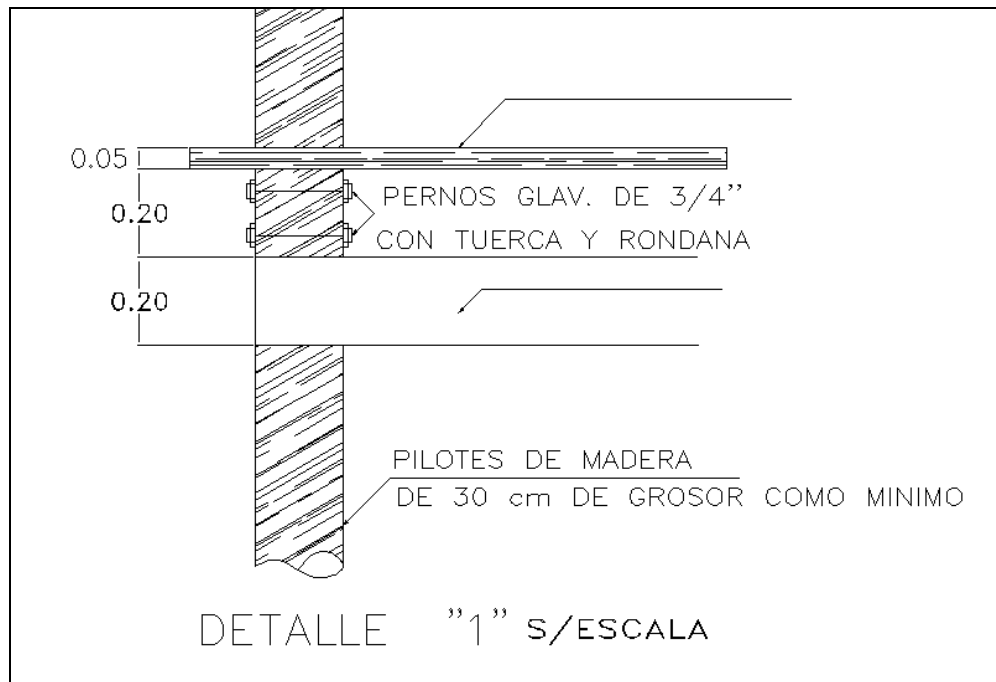 0.05
0.20
PERNOS GLAV. DE 3/4"
CON TUERCA Y RONDANA
0.20
PILOTES DE MADERA
DE 30 cm DE GROSOR COMO MINIMO
DETALLE "1" S/ESCALA